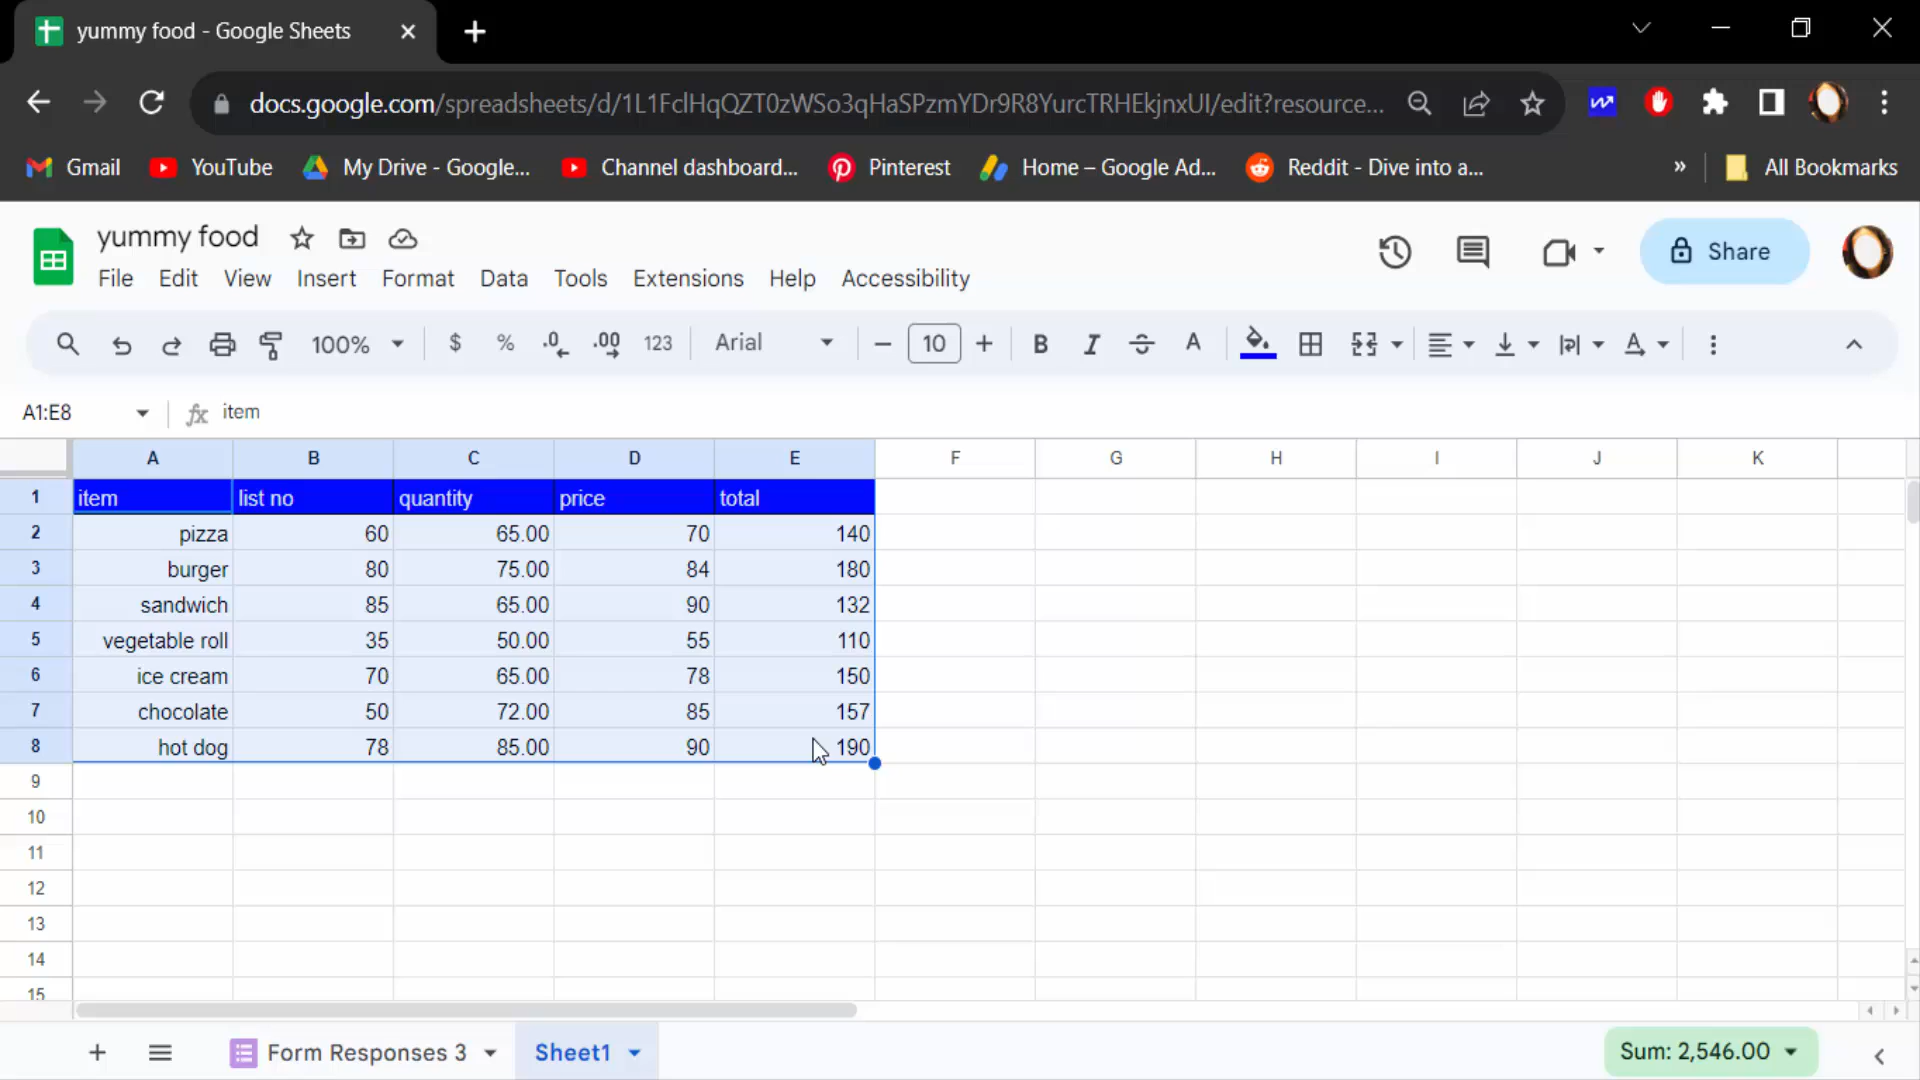 yummy food - Google Sheets
docs.google.com/spreadsheets/d/1L1FclHqQZT0zWSo3qHaSPzmYDr9R8YurcTRHEkjnxUI/edit?resource...
Gmail YouTube My Drive - Google... Channel dashboard... Pinterest Home – Google Ad... Reddit - Dive into a... » All Bookmarks
yummy food
File Edit View Insert Format Data Tools Extensions Help Accessibility
Share
100% $ % .0 .00 123 Arial 10 B I S A A
A1:E8 fx item
A B C D E F G H I J K
1 item list no quantity price total
2 pizza 60 65.00 70 140
3 burger 80 75.00 84 180
4 sandwich 85 65.00 90 132
5 vegetable roll 35 50.00 55 110
6 ice cream 70 65.00 78 150
7 chocolate 50 72.00 85 157
8 hot dog 78 85.00 90 190
9
10
11
12
13
14
15
Form Responses 3 Sheet1 Sum: 2,546.00